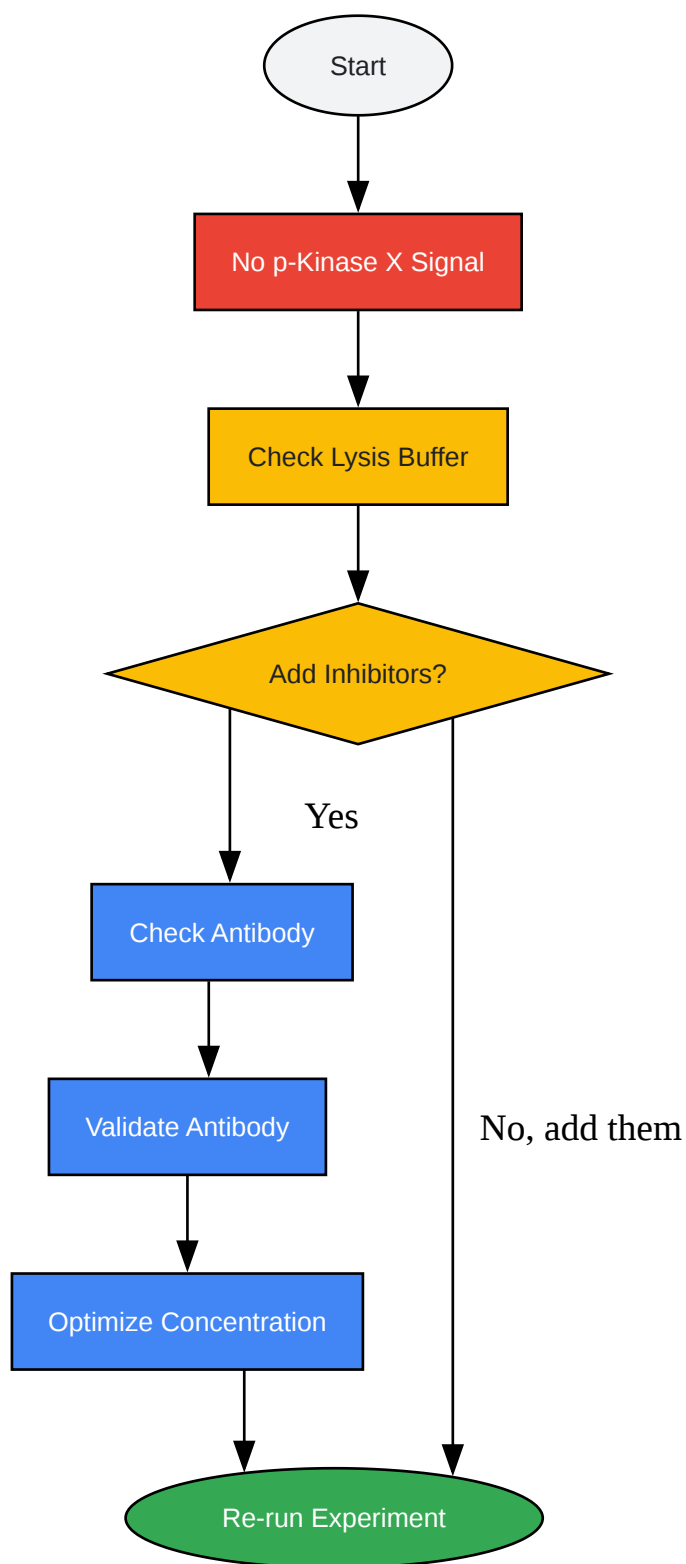 Start
No p-Kinase X Signal
Check Lysis Buffer
Add Inhibitors?
Yes
Check Antibody
Validate Antibody
No, add them
Optimize Concentration
Re-run Experiment